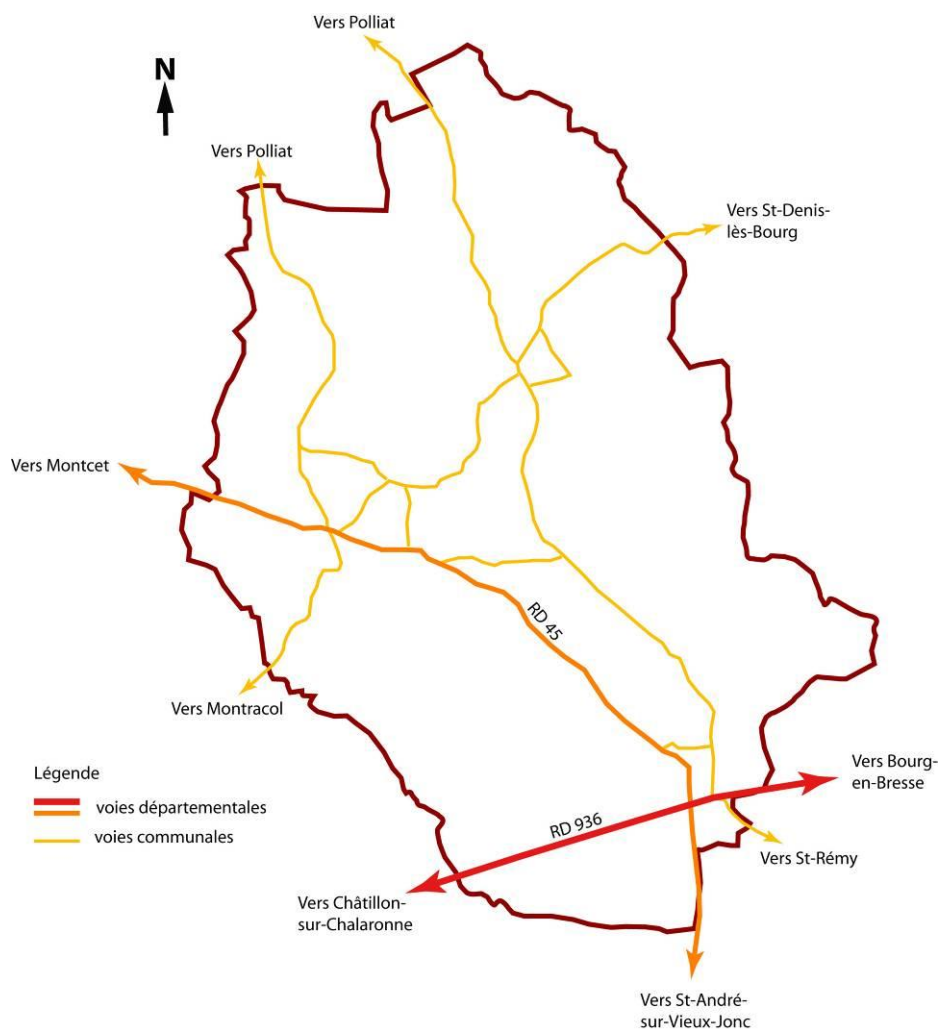 Vers Polliat
N
Vers Polliat
Vers St-Denis-
lès-Bourg
Vers Montcet
RD 45
Vers Montracol
Légende
voies départementales
voies communales
Vers Bourg-
en-Bresse
RD 936
Vers St-Rémy
Vers Châtillon-
sur-Chalaronne
Vers St-André-
sur-Vieux-Jonc